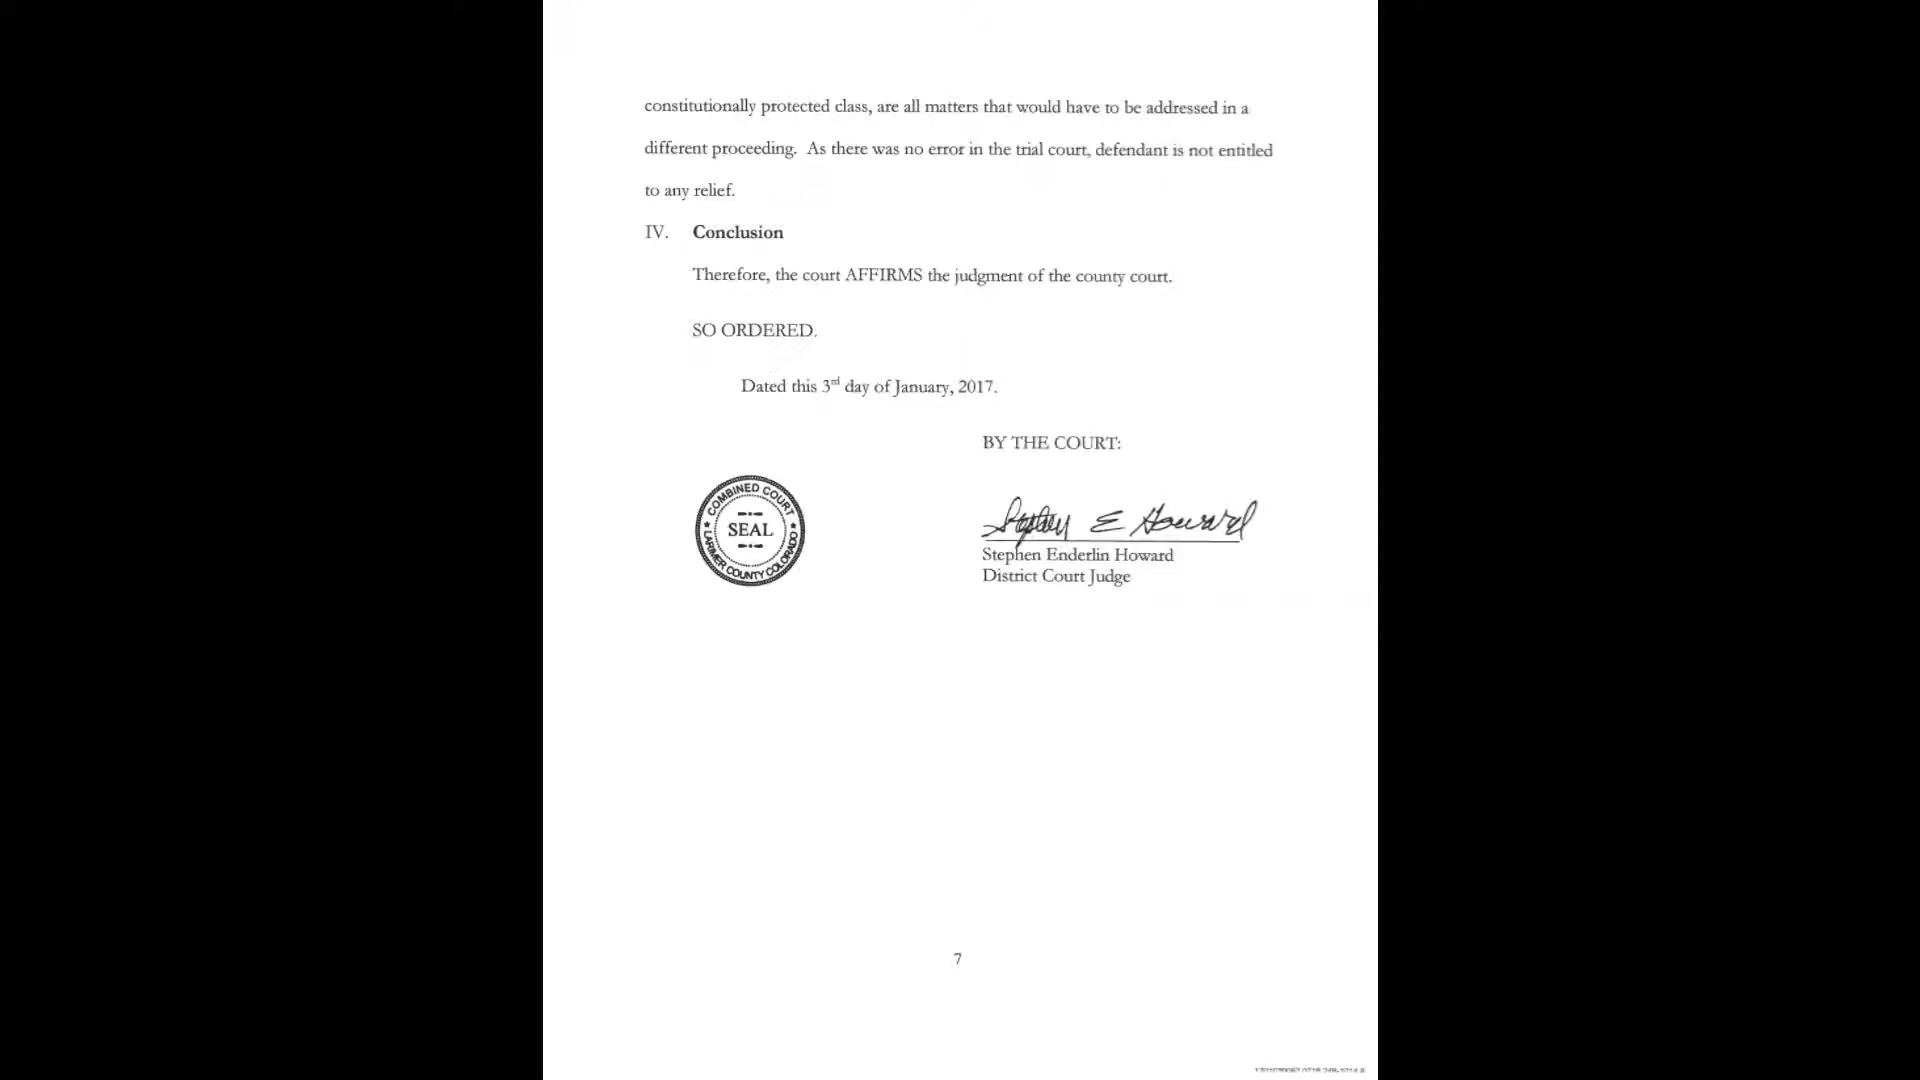 constitutionally protected class, are all matters that would have to be addressed in a
different proceeding. As there was no error in the trial court, defendant is not entitled
to any relief.
IV. Conclusion
Therefore, the court AFFIRMS the judgment of the county court.
SO ORDERED.
Dated this 3rd day of January, 2017.
BY THE COURT:
COMBINED COURT
SEAL
LARIMER COUNTY COLORADO
Stephen E Howard
Stephen Enderlin Howard
District Court Judge
7